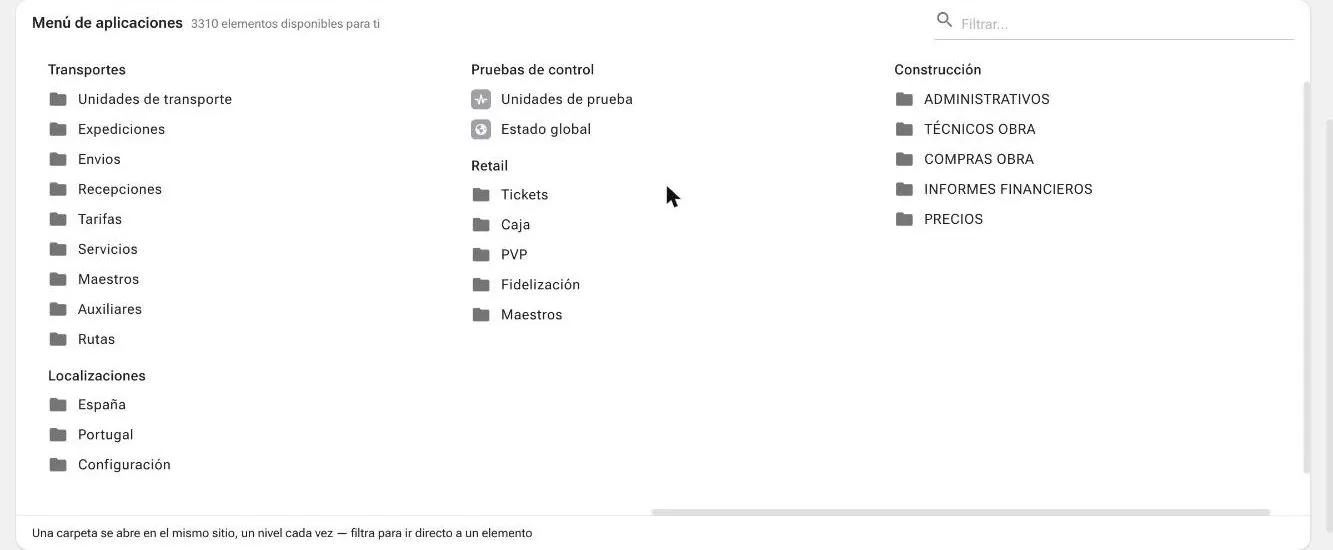 Menú de aplicaciones 3310 elementos disponibles para ti
Filtrar...
Transportes
Unidades de transporte
Expediciones
Envios
Recepciones
Tarifas
Servicios
Maestros
Auxiliares
Rutas
Localizaciones
España
Portugal
Configuración
Pruebas de control
Unidades de prueba
Estado global
Retail
Tickets
Caja
PVP
Fidelización
Maestros
Construcción
ADMINISTRATIVOS
TÉCNICOS OBRA
COMPRAS OBRA
INFORMES FINANCIEROS
PRECIOS
Una carpeta se abre en el mismo sitio, un nivel cada vez — filtra para ir directo a un elemento